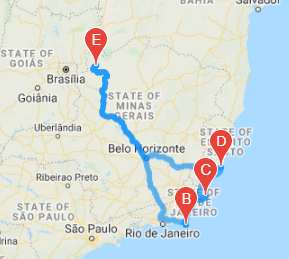 BAHIA
STATE OF
GOIÁS
E
Brasília
Goiânia
STATE OF
MINAS
GERAIS
Uberlândia
STATE OF
ESPÍRITO
SANTO
D
Belo Horizonte
C
Ribeirao Preto
STATE OF
RIO DE
JANEIRO
B
STATE OF
SÃO PAULO
Rio de Janeiro
São Paulo